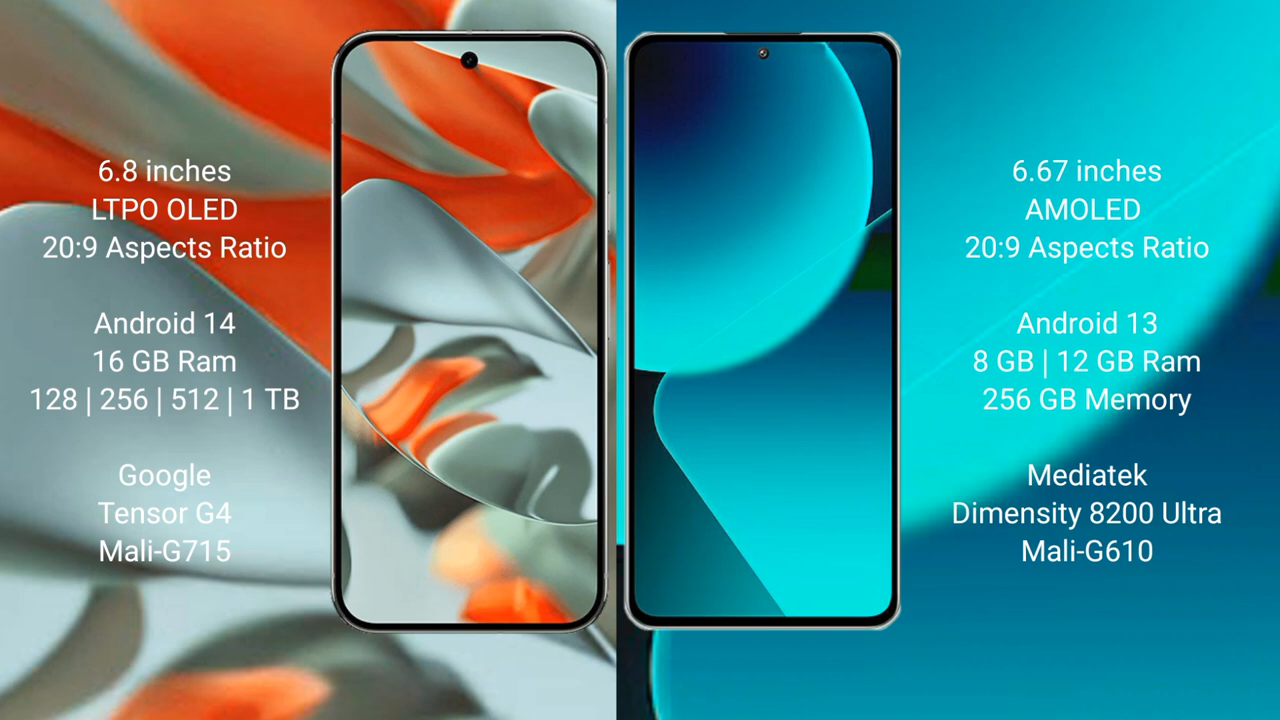 6.8 inches
LTPO OLED
20:9 Aspects Ratio
Android 14
16 GB Ram
128 | 256 | 512 | 1 TB
Google
Tensor G4
Mali-G715
6.67 inches
AMOLED
20:9 Aspects Ratio
Android 13
8 GB | 12 GB Ram
256 GB Memory
Mediatek
Dimensity 8200 Ultra
Mali-G610